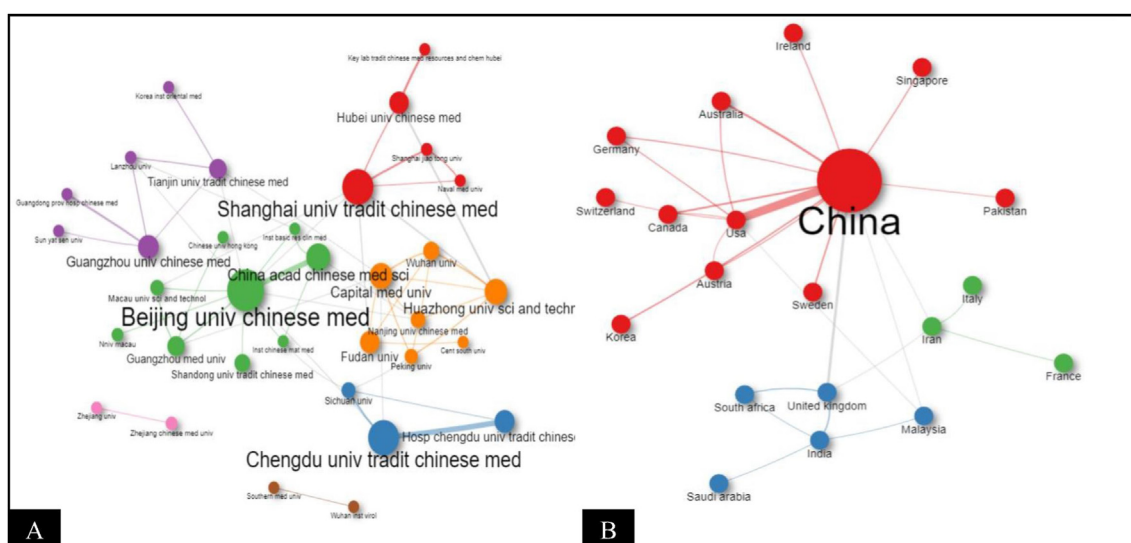 Key lab tradit chinese med resources and chem hubei
Hubei univ chinese med
Korea inst oriental med
Shanghai jiao tong univ
Lanzhou univ
Tianjin univ tradit chinese med
Naval med univ
Guangdong prov hosp chinese med
Shanghai univ tradit chinese med
Sun yat sen univ
Inst basic res clin med
Chinese univ hong kong
Guangzhou univ chinese med
Wuhan univ
China acad chinese med sci
Capital med univ
Macau univ sci and technol
Huazhong univ sci and techr
Beijing univ chinese med
Nanjing univ chinese med
Univ macau
Inst chinese mat med
Cent south univ
Guangzhou med univ
Fudan univ
Peking univ
Shandong univ tradit chinese med
Sichuan univ
Zhejiang univ
Zhejiang chinese med univ
Hosp chengdu univ tradit chinese
Chengdu univ tradit chinese med
Southern med univ
Wuhan inst virol
A
Ireland
Singapore
Australia
Germany
China
Switzerland
Canada
Usa
Pakistan
Austria
Sweden
Italy
Korea
Iran
France
South africa
United kingdom
Malaysia
India
Saudi arabia
B